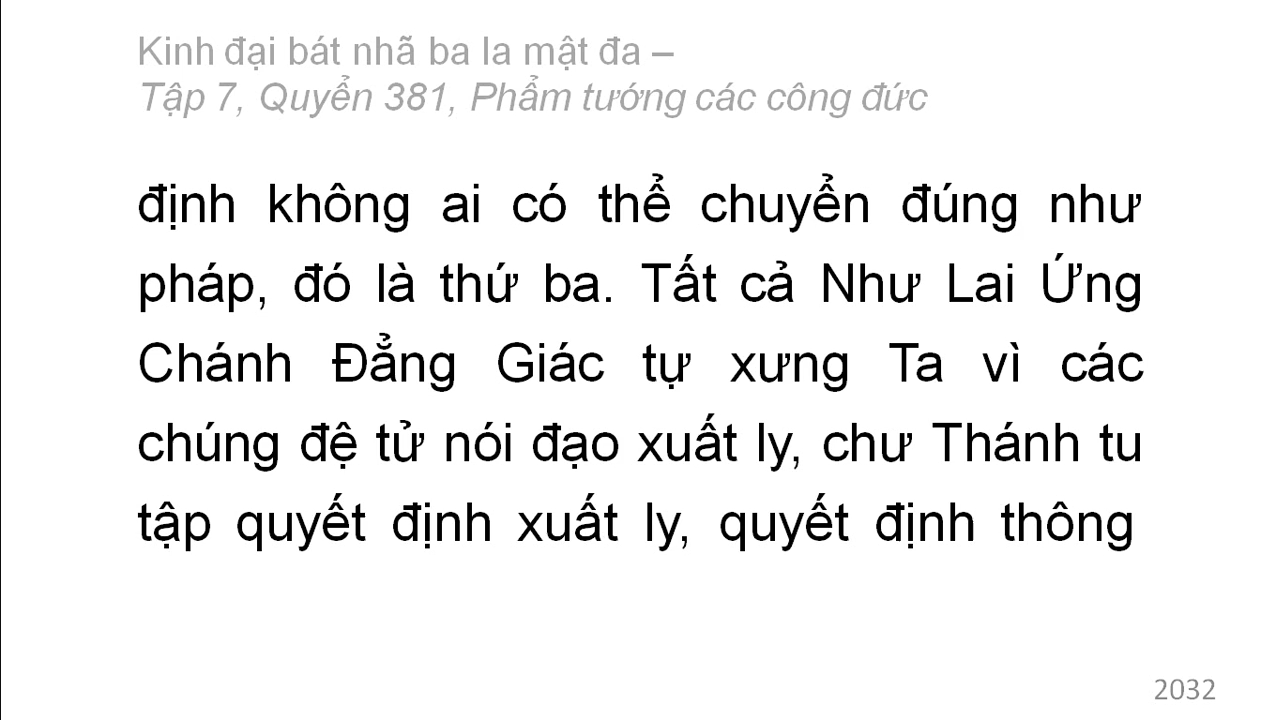 Kinh đại bát nhã ba la mật đa –
Tập 7, Quyển 381, Phẩm tướng các công đức
định không ai có thể chuyển đúng như
pháp, đó là thứ ba. Tất cả Như Lai Ứng
Chánh Đẳng Giác tự xưng Ta vì các
chúng đệ tử nói đạo xuất ly, chư Thánh tu
tập quyết định xuất ly, quyết định thông
2032